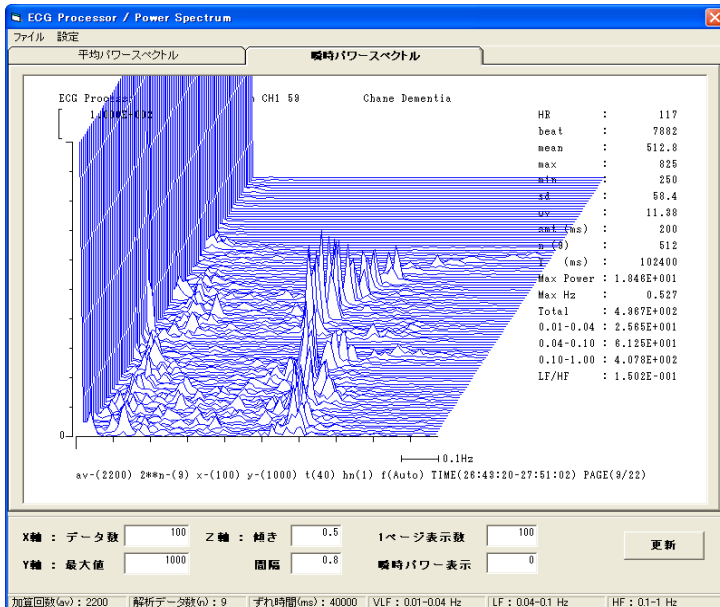 ECG Processor / Power Spectrum
ファイル 設定
平均パワースペクトル 瞬時パワースペクトル
CH1 59 Chane Dementia
HR : 117
beat : 7882
mean : 512.8
max : 825
min : 250
sd : 58.4
: 11.38
smt (ms) : 200
n (9) : 512
(ms) : 102400
Max Power : 1.846E+001
Max Hz : 0.527
Total : 4.967E+002
0.01-0.04 : 2.565E+001
0.04-0.10 : 6.125E+001
0.10-1.00 : 4.078E+002
LF/HF : 1.502E-001
0
0.1Hz
av-(2200) 2**n-(9) x-(100) y-(1000) t(40) hn(1) f(Auto) TIME(26:43:20-27:51:02) PAGE(9/22)
X軸 : データ数 100 Z軸 : 傾き 0.5 1ページ表示数 100 更新
Y軸 : 最大値 1000 間隔 0.8 瞬時パワー表示 0
加算回数(av) : 2200 解析データ数(n) : 9 ずれ時間(ms) : 40000 VLF : 0.01-0.04 Hz LF : 0.04-0.1 Hz HF : 0.1-1 Hz